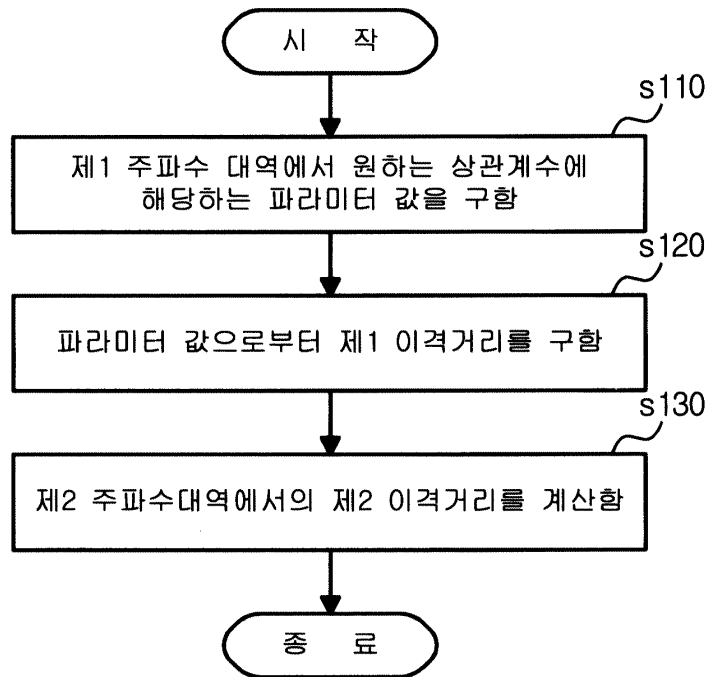 시 작
s110
제1 주파수 대역에서 원하는 상관계수에
해당하는 파라미터 값을 구함
s120
파라미터 값으로부터 제1 이격거리를 구함
s130
제2 주파수대역에서의 제2 이격거리를 계산함
종 료